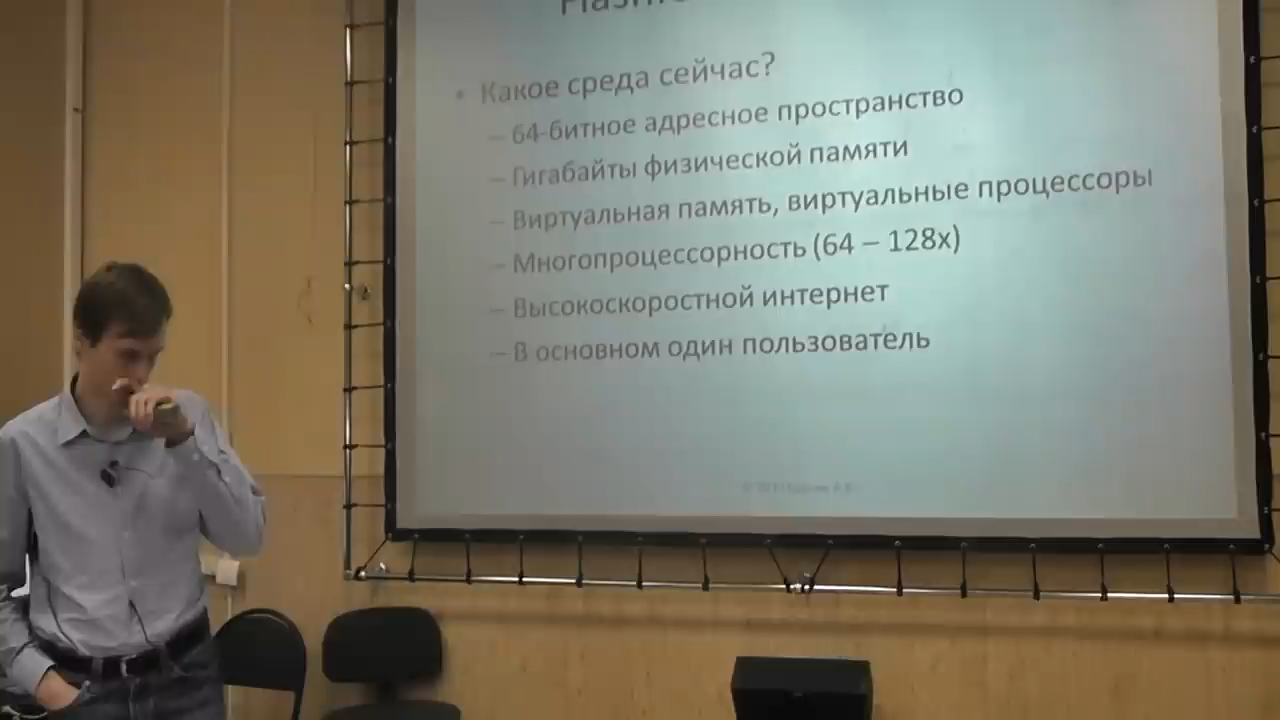 • Какое среда сейчас?
– 64-битное адресное пространство
– Гигабайты физической памяти
– Виртуальная память, виртуальные процессоры
– Многопроцессорность (64 – 128x)
– Высокоскоростной интернет
– В основном один пользователь